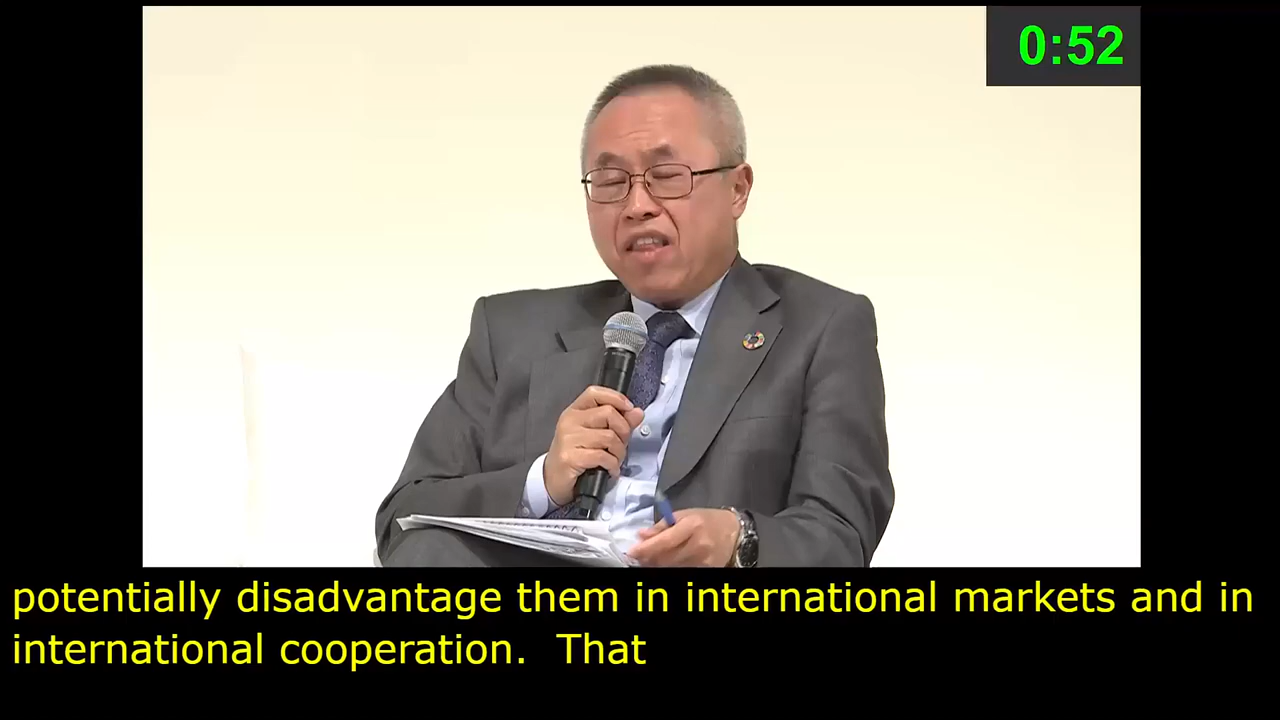 0:52
potentially disadvantage them in international markets and in
international cooperation.  That